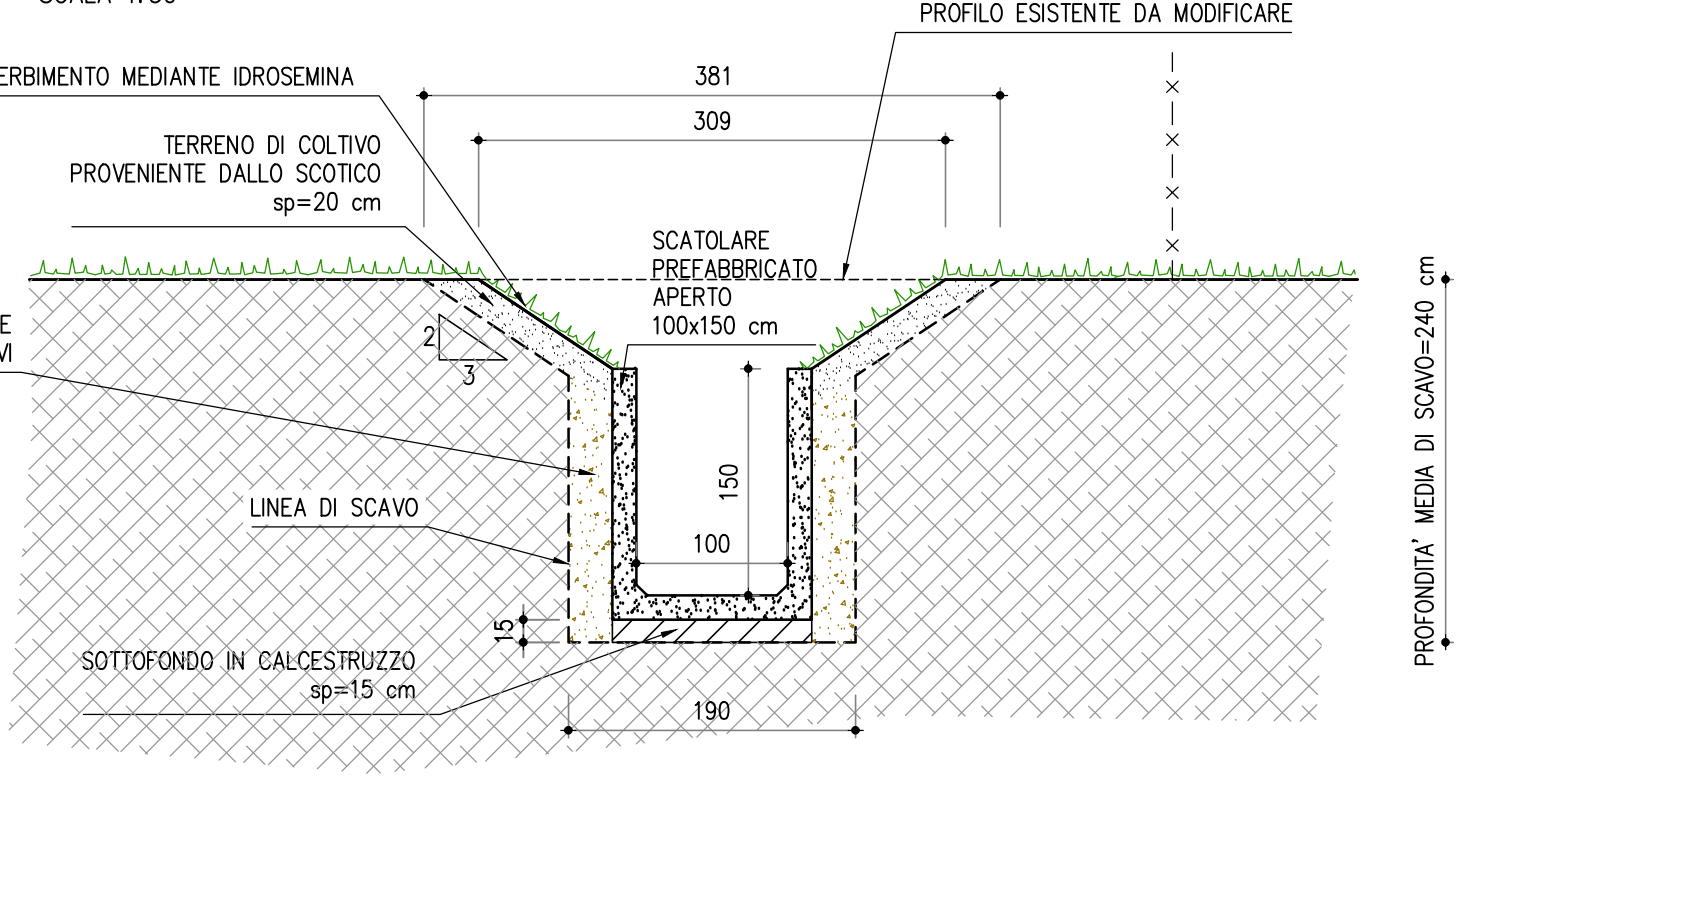 PROFILO ESISTENTE DA MODIFICARE
ERBIMENTO MEDIANTE IDROSEMINA
381
309
TERRENO DI COLTIVO
PROVENIENTE DALLO SCOTICO
sp=20 cm
SCATOLARE
PREFABBRICATO
APERTO
100x150 cm
2
3
E
VI
150
100
LINEA DI SCAVO
15
SOTTOFONDO IN CALCESTRUZZO
sp=15 cm
190
PROFONDITA' MEDIA DI SCAVO=240 cm